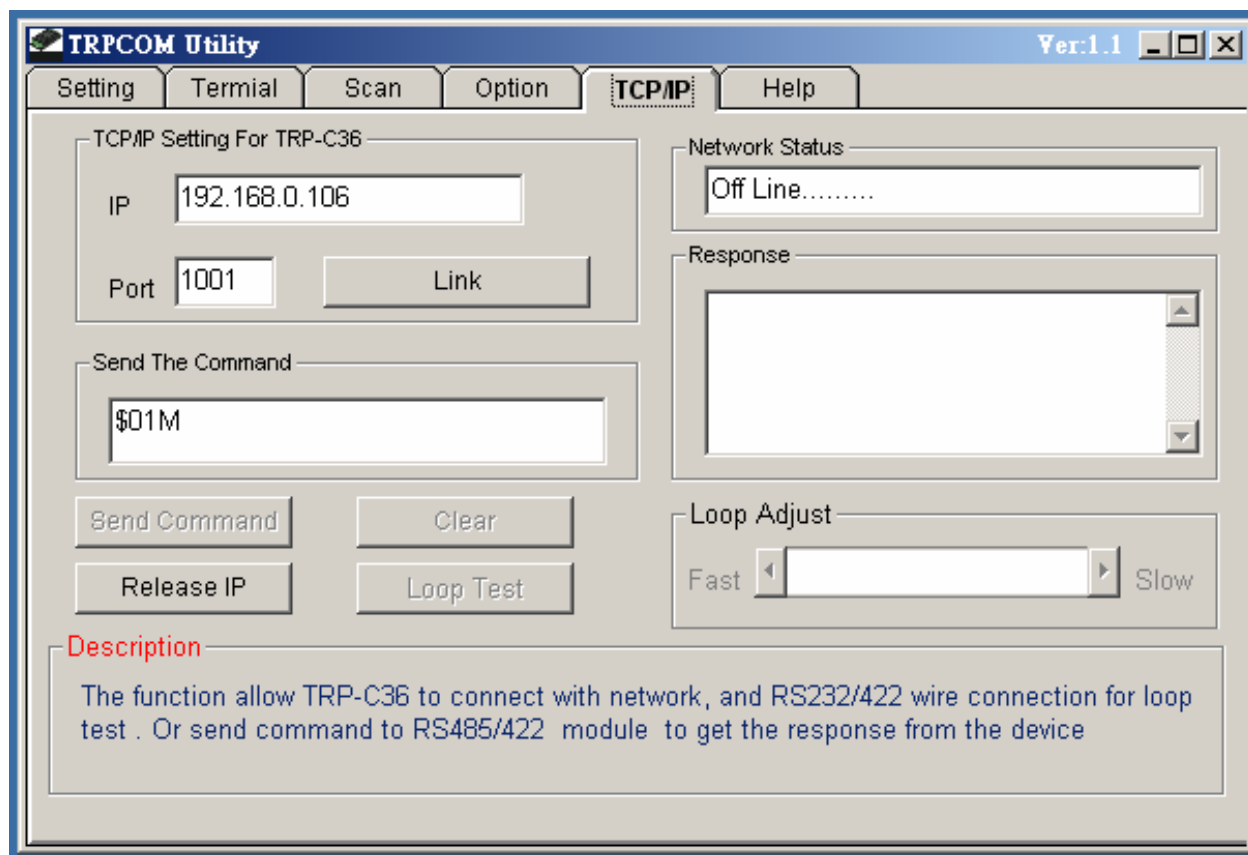 TRPCOM Utility Ver:1.1
Setting Termial Scan Option TCP/IP Help
TCP/IP Setting For TRP-C36
IP 192.168.0.106
Port 1001 Link
Network Status
Off Line.........
Response
Send The Command
$01M
Send Command Clear
Release IP Loop Test
Loop Adjust
Fast Slow
Description
The function allow TRP-C36 to connect with network, and RS232/422 wire connection for loop
test . Or send command to RS485/422 module to get the response from the device